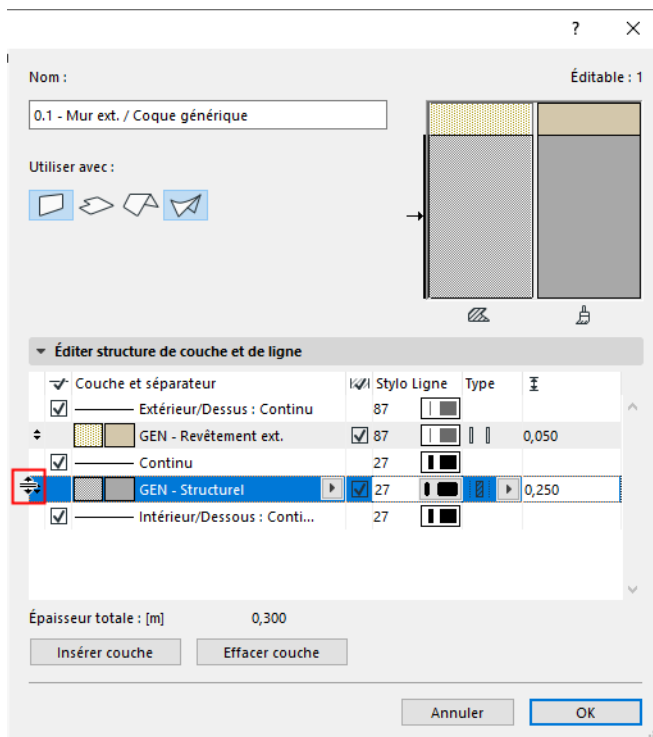 ?
Nom :
Éditable : 1
0.1 - Mur ext. / Coque générique
Utiliser avec :
Éditer structure de couche et de ligne
Couche et séparateur Stylo Ligne Type
Extérieur/Dessus : Continu 87
GEN - Revêtement ext. 87 0,050
Continu 27
GEN - Structurel 27 0,250
Intérieur/Dessous : Conti... 27
Épaisseur totale : [m] 0,300
Insérer couche Effacer couche
Annuler OK